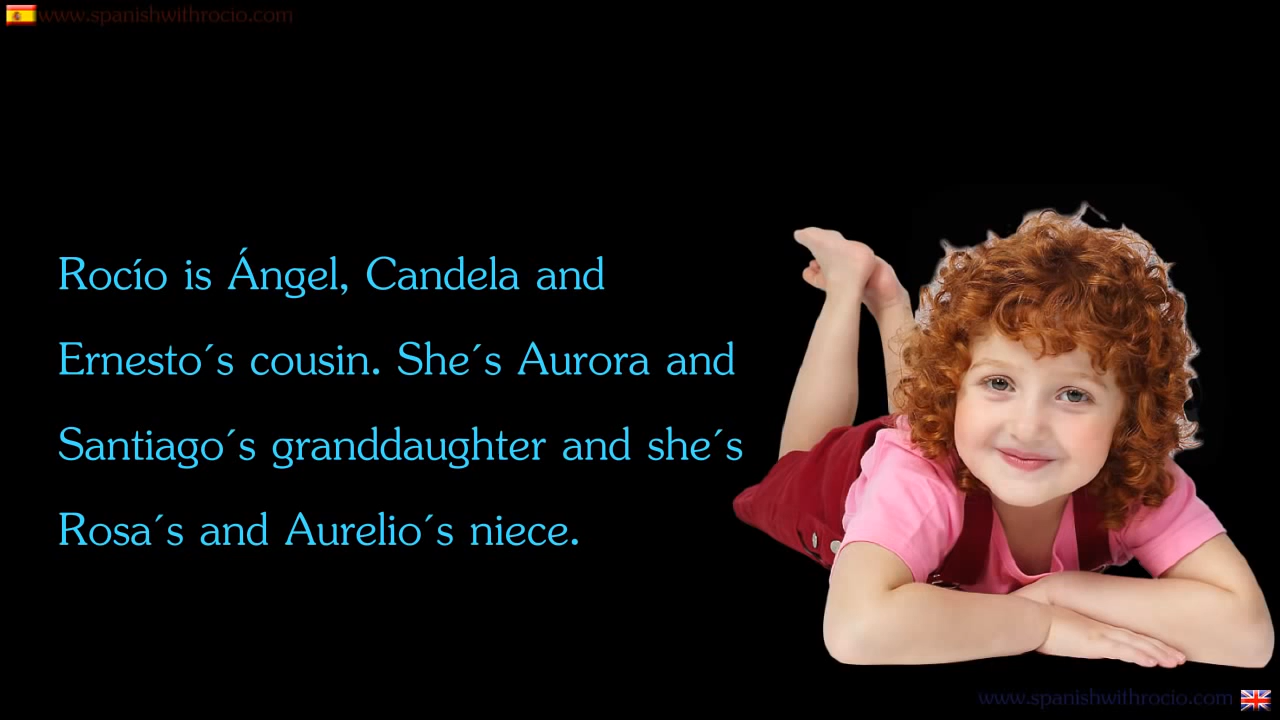 www.spanishwithrocio.com
Rocío is Ángel, Candela and
Ernesto´s cousin. She´s Aurora and
Santiago´s granddaughter and she´s
Rosa´s and Aurelio´s niece.
www.spanishwithrocio.com